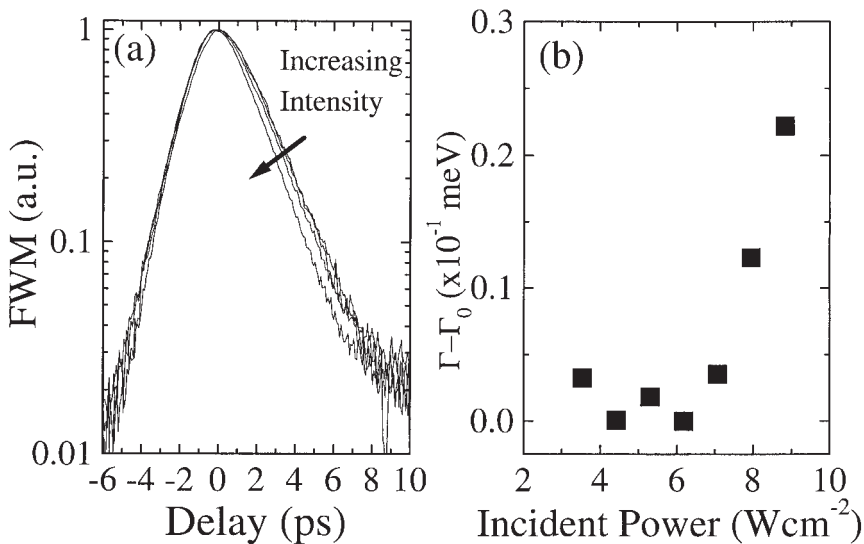 (a)
Increasing
Intensity
FWM (a.u.)
1
0.1
0.01
-6 -4 -2 0 2 4 6 8 10
Delay (ps)
(b)
Γ−Γ₀ (x10⁻¹ meV)
0.3
0.2
0.1
0.0
2 4 6 8 10
Incident Power (Wcm⁻²)